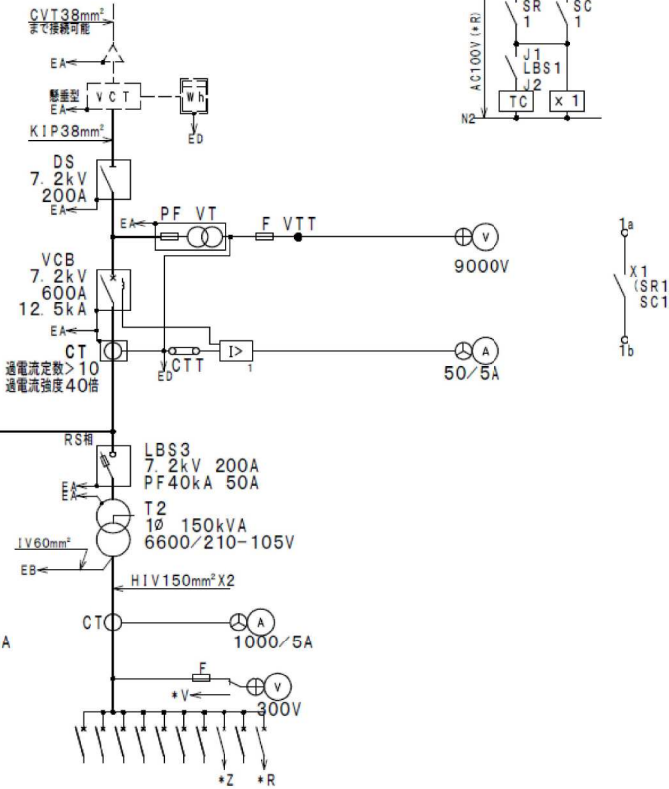 CVT38mm²
まで接続可能
EA
懸垂型
VCT
Wh
EA
ED
KIP38mm²
DS
7.2kV
200A
EA
EA
PF VT
F VTT
V
9000V
VCB
7.2kV
600A
12.5kA
EA
CT
過電流定数>10
過電流強度40倍
ED
CTT
I>
1
A
50/5A
RS相
LBS3
7.2kV 200A
PF40kA 50A
EA
EA
T2
1Ø 150kVA
6600/210-105V
IV60mm²
EB
HIV150mm²X2
CT
A
1000/5A
A
F
*V
V
300V
*Z
*R
AC100V(*R)
SR
1
SC
1
J1
LBS1
J2
TC
X1
N2
1a
X1
(SR1
SC1
1b